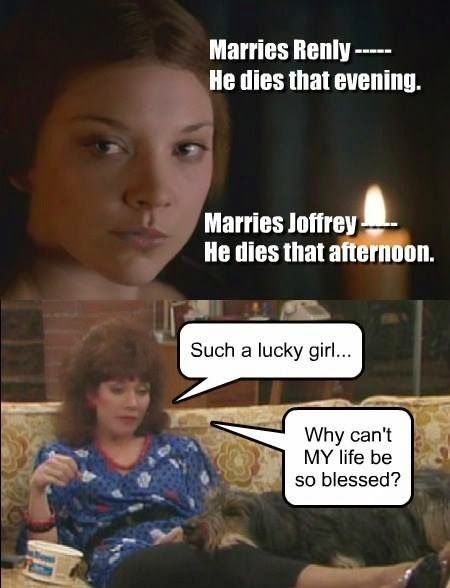 Marries Renly -----
He dies that evening.
Marries Joffrey -----
He dies that afternoon.
Such a lucky girl...
Why can't
MY life be
so blessed?